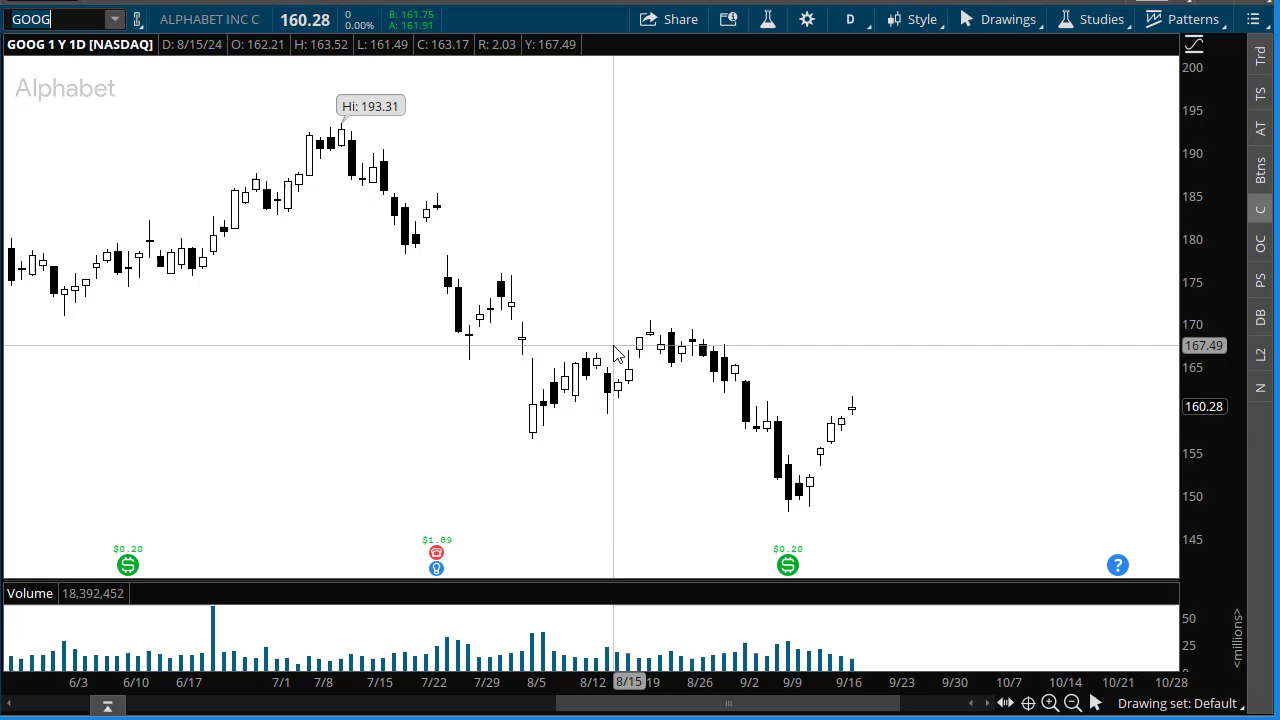 GOOG ALPHABET INC C 160.28 0 0.00% B: 161.75 A: 161.91 Share D Style Drawings Studies Patterns
GOOG 1 Y 1D [NASDAQ] D: 8/15/24 O: 162.21 H: 163.52 L: 161.49 C: 163.17 R: 2.03 Y: 167.49
Alphabet
Hi: 193.31
200
195
190
185
180
175
170
167.49
165
160.28
155
150
145
$0.20 $1.89 $0.20
?
Volume 18,392,452
50
25
<millions>
6/3 6/10 6/17 7/1 7/8 7/15 7/22 7/29 8/5 8/12 8/15 19 8/26 9/2 9/9 9/16 9/23 9/30 10/7 10/14 10/21 10/28
Drawing set: Default
Trd
TS
AT
Btns
C
OC
PS
DB
L2
N